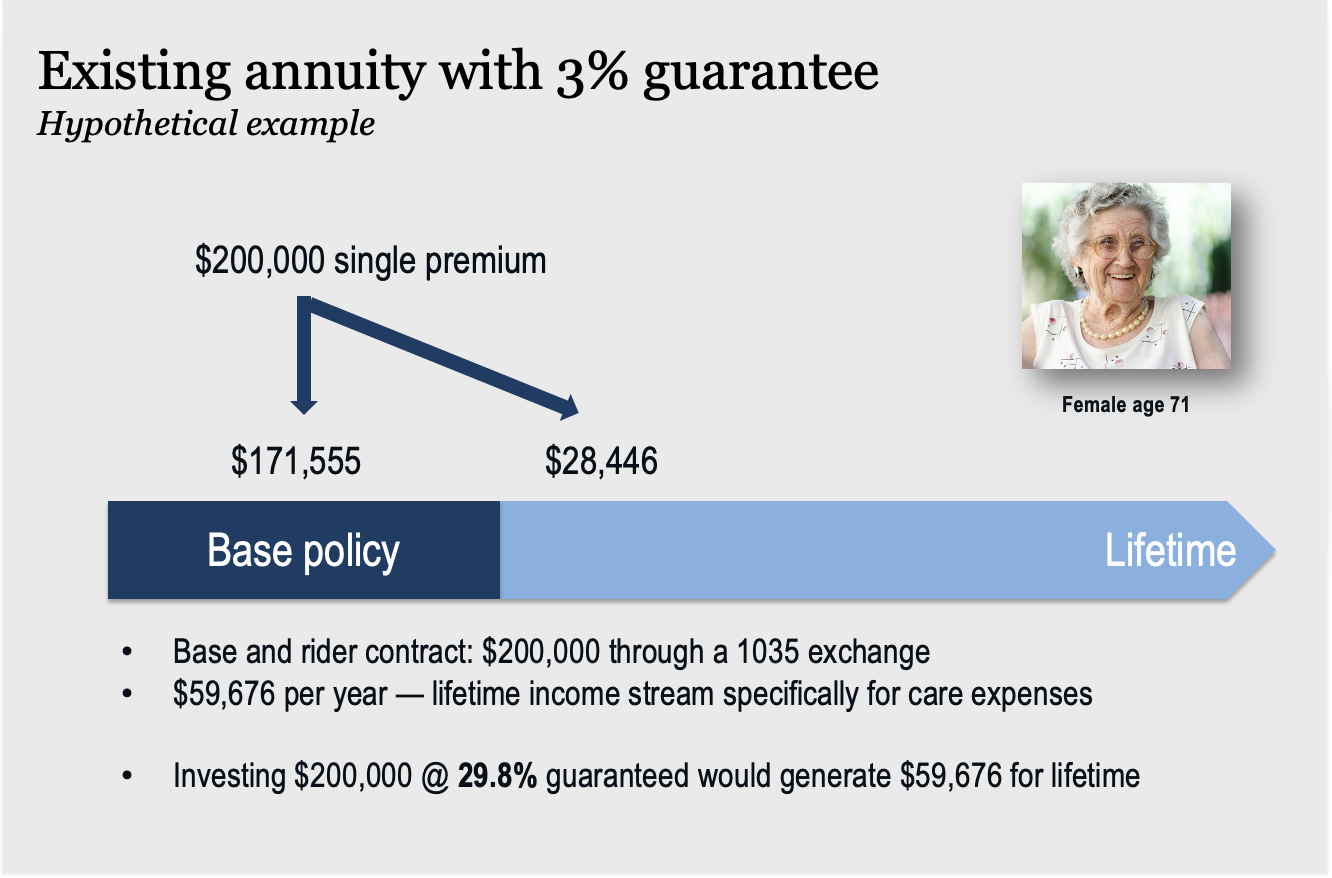 Existing annuity with 3% guarantee
Hypothetical example
$200,000 single premium
Female age 71
$171,555
$28,446
Base policy
Lifetime
• Base and rider contract: $200,000 through a 1035 exchange
• $59,676 per year — lifetime income stream specifically for care expenses
• Investing $200,000 @ 29.8% guaranteed would generate $59,676 for lifetime